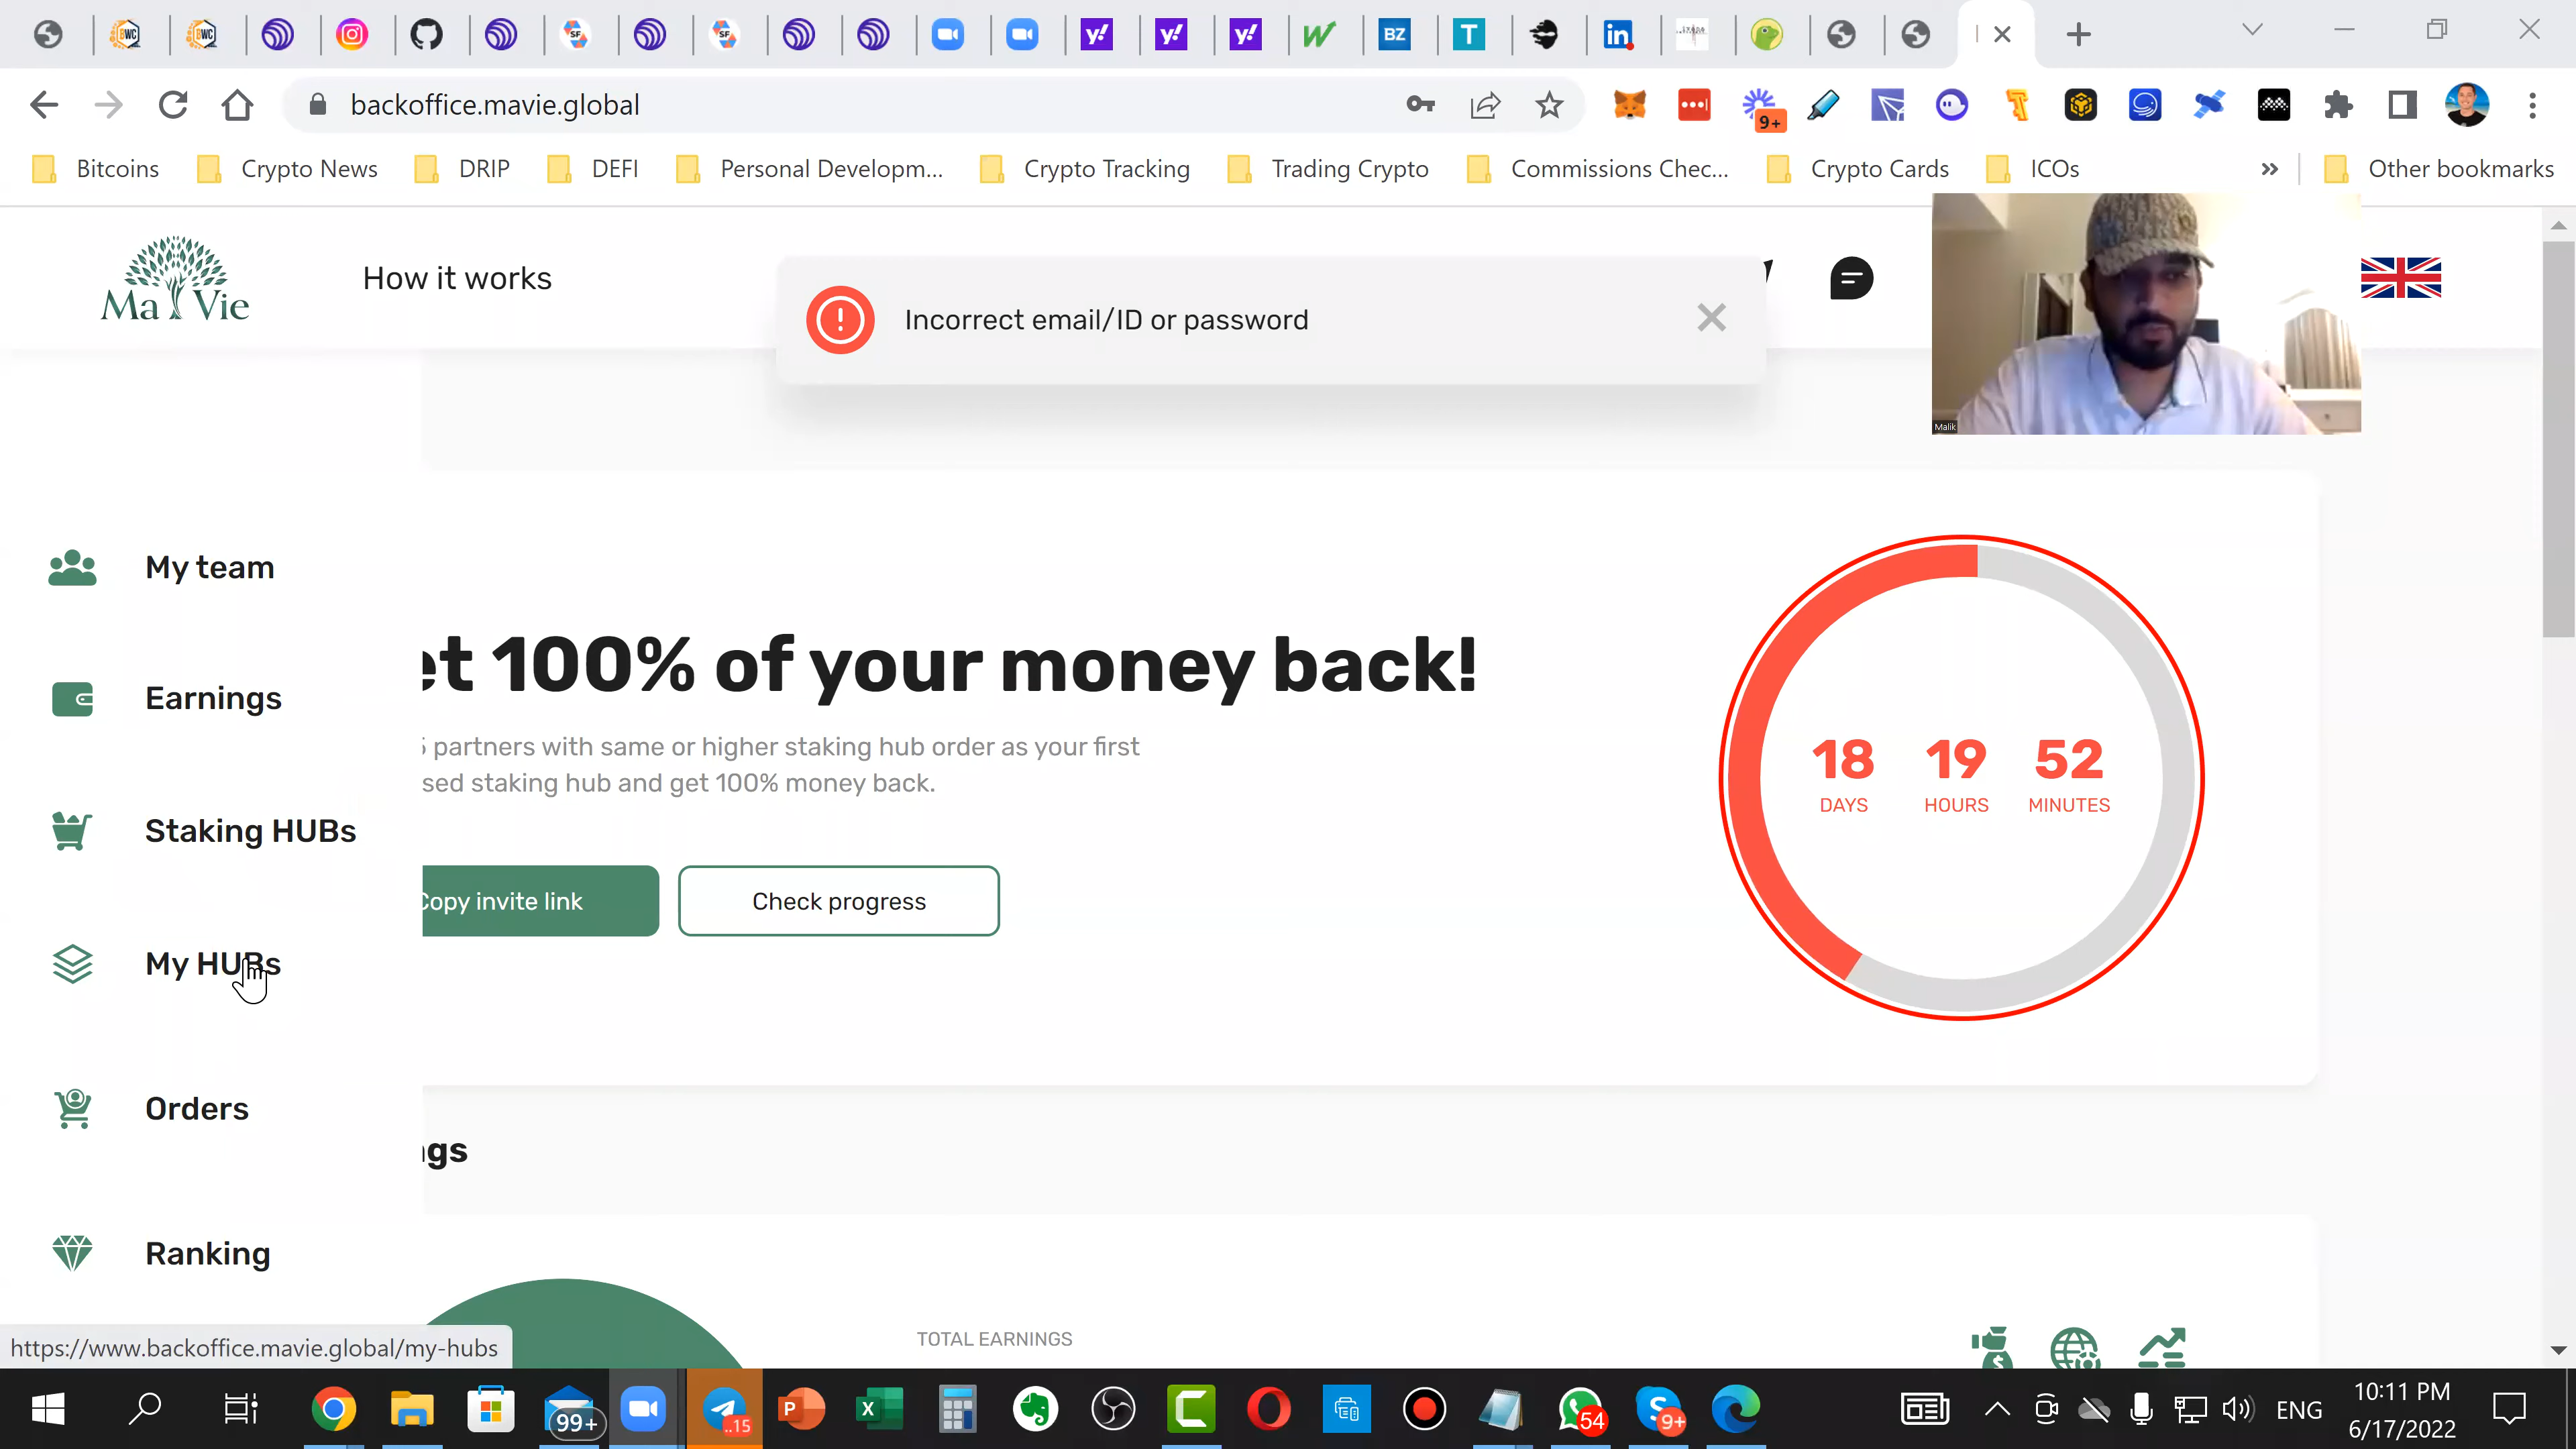 backoffice.mavie.global
9+
Bitcoins
Crypto News
DRIP
DEFI
Personal Developm...
Crypto Tracking
Trading Crypto
Commissions Chec...
Crypto Cards
ICOs
»
Other bookmarks
Ma Vie
How it works
Incorrect email/ID or password
Malik
My team
Earnings
Staking HUBs
My HUBs
Orders
Ranking
et 100% of your money back!
partners with same or higher staking hub order as your first
sed staking hub and get 100% money back.
Copy invite link
Check progress
18 19 52
DAYS HOURS MINUTES
ngs
TOTAL EARNINGS
https://www.backoffice.mavie.global/my-hubs
99+
..15
54
9+
ENG
10:11 PM
6/17/2022